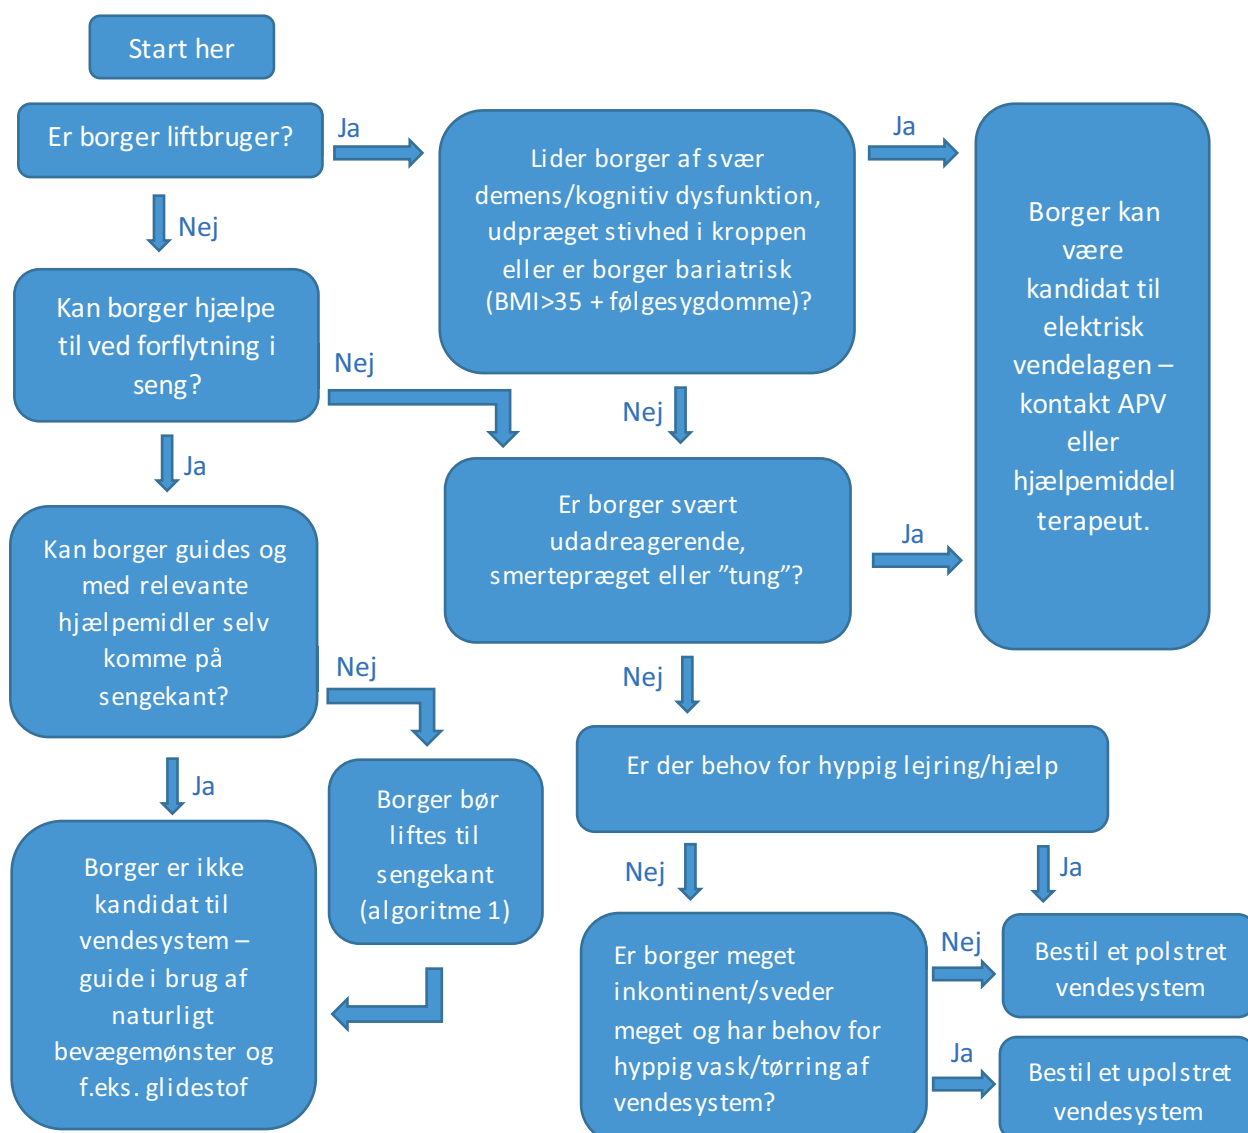 Start her
Er borger liftbruger?
Ja
Lider borger af svær
demens/kognitiv dysfunktion,
udpræget stivhed i kroppen
eller er borger bariatrisk
(BMI>35 + følgesygdomme)?
Ja
Borger kan
være
kandidat til
elektrisk
vendelagen –
kontakt APV
eller
hjælpemiddel
terapeut.
Nej
Kan borger hjælpe
til ved forflytning i
seng?
Nej
Nej
Ja
Er borger svært
udadreagerende,
smertepræget eller ”tung”?
Ja
Kan borger guides og
med relevante
hjælpemidler selv
komme på
sengekant?
Nej
Nej
Er der behov for hyppig lejring/hjælp
Ja
Borger bør
liftes til
sengekant
(algoritme 1)
Nej
Ja
Borger er ikke
kandidat til
vendesystem –
guide i brug af
naturligt
bevægemønster og
f.eks. glidestof
Er borger meget
inkontinent/sveder
meget og har behov for
hyppig vask/tørring af
vendesystem?
Nej
Bestil et polstret
vendesystem
Ja
Bestil et upolstret
vendesystem